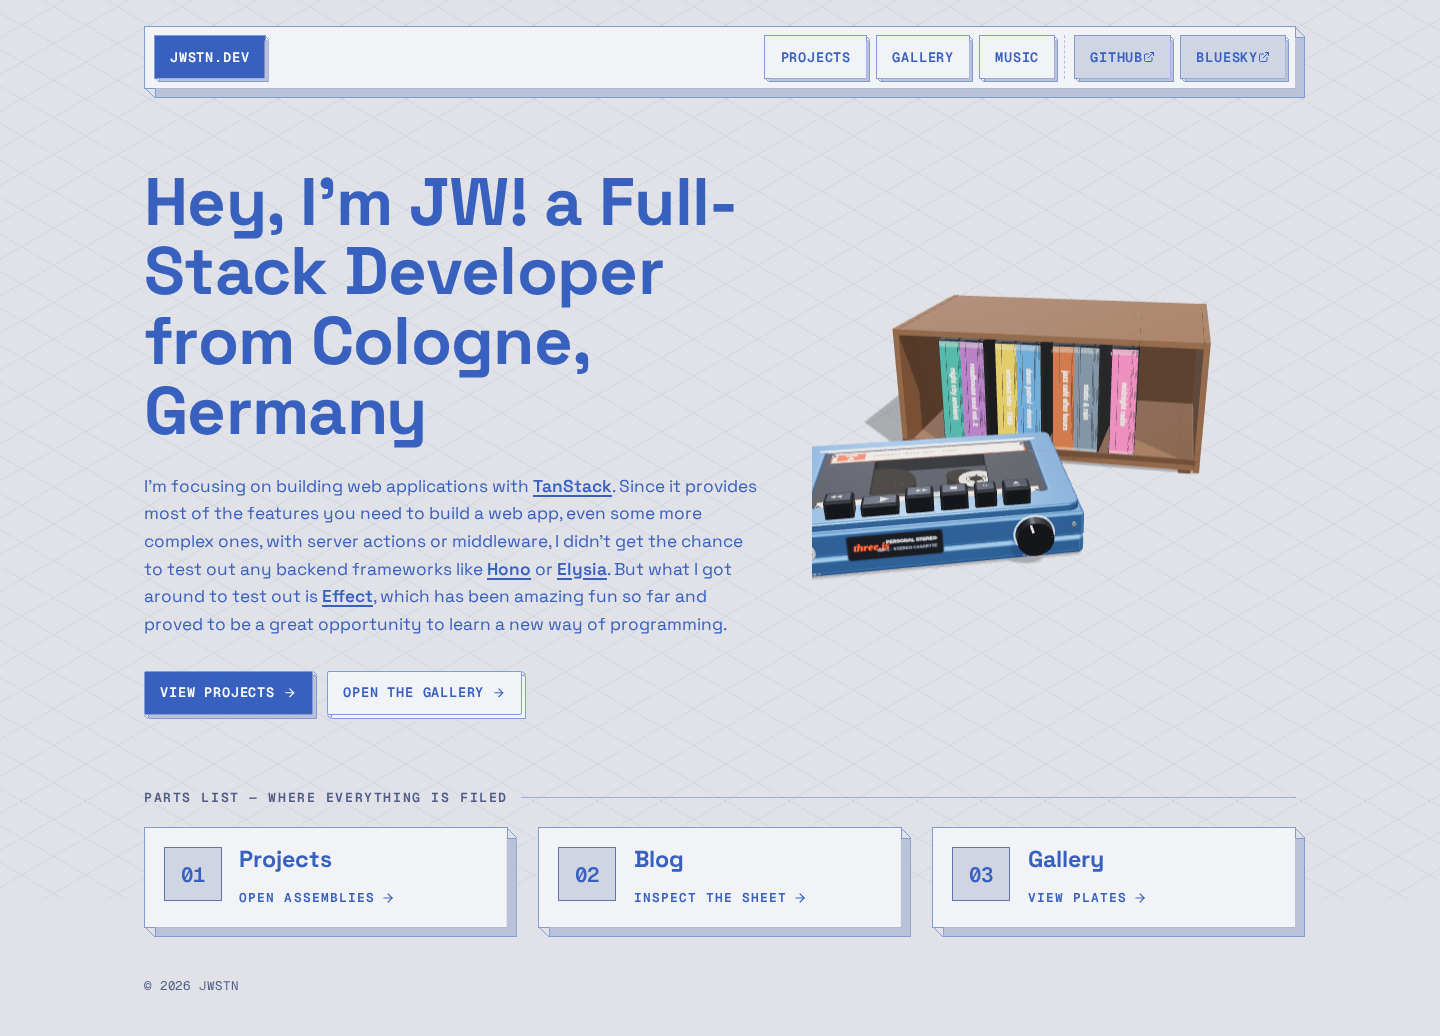 JWSTN.DEV
PROJECTS
GALLERY
MUSIC
GITHUB
BLUESKY
Hey, I'm JW! a Full-
Stack Developer
from Cologne,
Germany
I'm focusing on building web applications with TanStack. Since it provides
most of the features you need to build a web app, even some more
complex ones, with server actions or middleware, I didn't get the chance
to test out any backend frameworks like Hono or Elysia. But what I got
around to test out is Effect, which has been amazing fun so far and
proved to be a great opportunity to learn a new way of programming.
three.js
PERSONAL STEREO
VIEW PROJECTS →
OPEN THE GALLERY →
PARTS LIST — WHERE EVERYTHING IS FILED
01
Projects
OPEN ASSEMBLIES →
02
Blog
INSPECT THE SHEET →
03
Gallery
VIEW PLATES →
© 2026 JWSTN